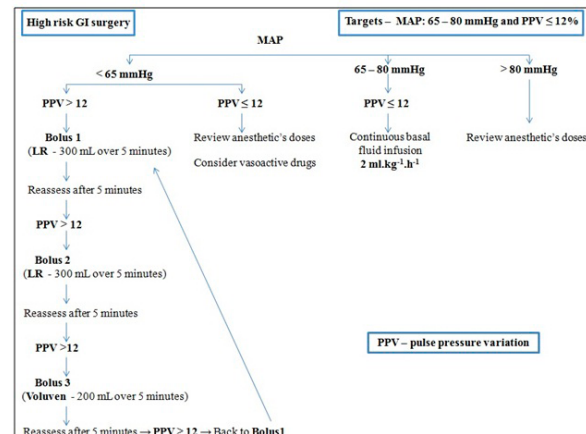 High risk GI surgery
Targets – MAP: 65 – 80 mmHg and PPV ≤ 12%
MAP
< 65 mmHg
65 – 80 mmHg
> 80 mmHg
PPV > 12
PPV ≤ 12
PPV ≤ 12
Bolus 1
(LR - 300 mL over 5 minutes)
Review anesthetic's doses
Consider vasoactive drugs
Continuous basal
fluid infusion
2 ml.kg⁻¹.h⁻¹
Review anesthetic's doses
Reassess after 5 minutes
PPV > 12
Bolus 2
(LR - 300 mL over 5 minutes)
Reassess after 5 minutes
PPV >12
PPV – pulse pressure variation
Bolus 3
(Voluven - 200 mL over 5 minutes)
Reassess after 5 minutes → PPV > 12 → Back to Bolus1